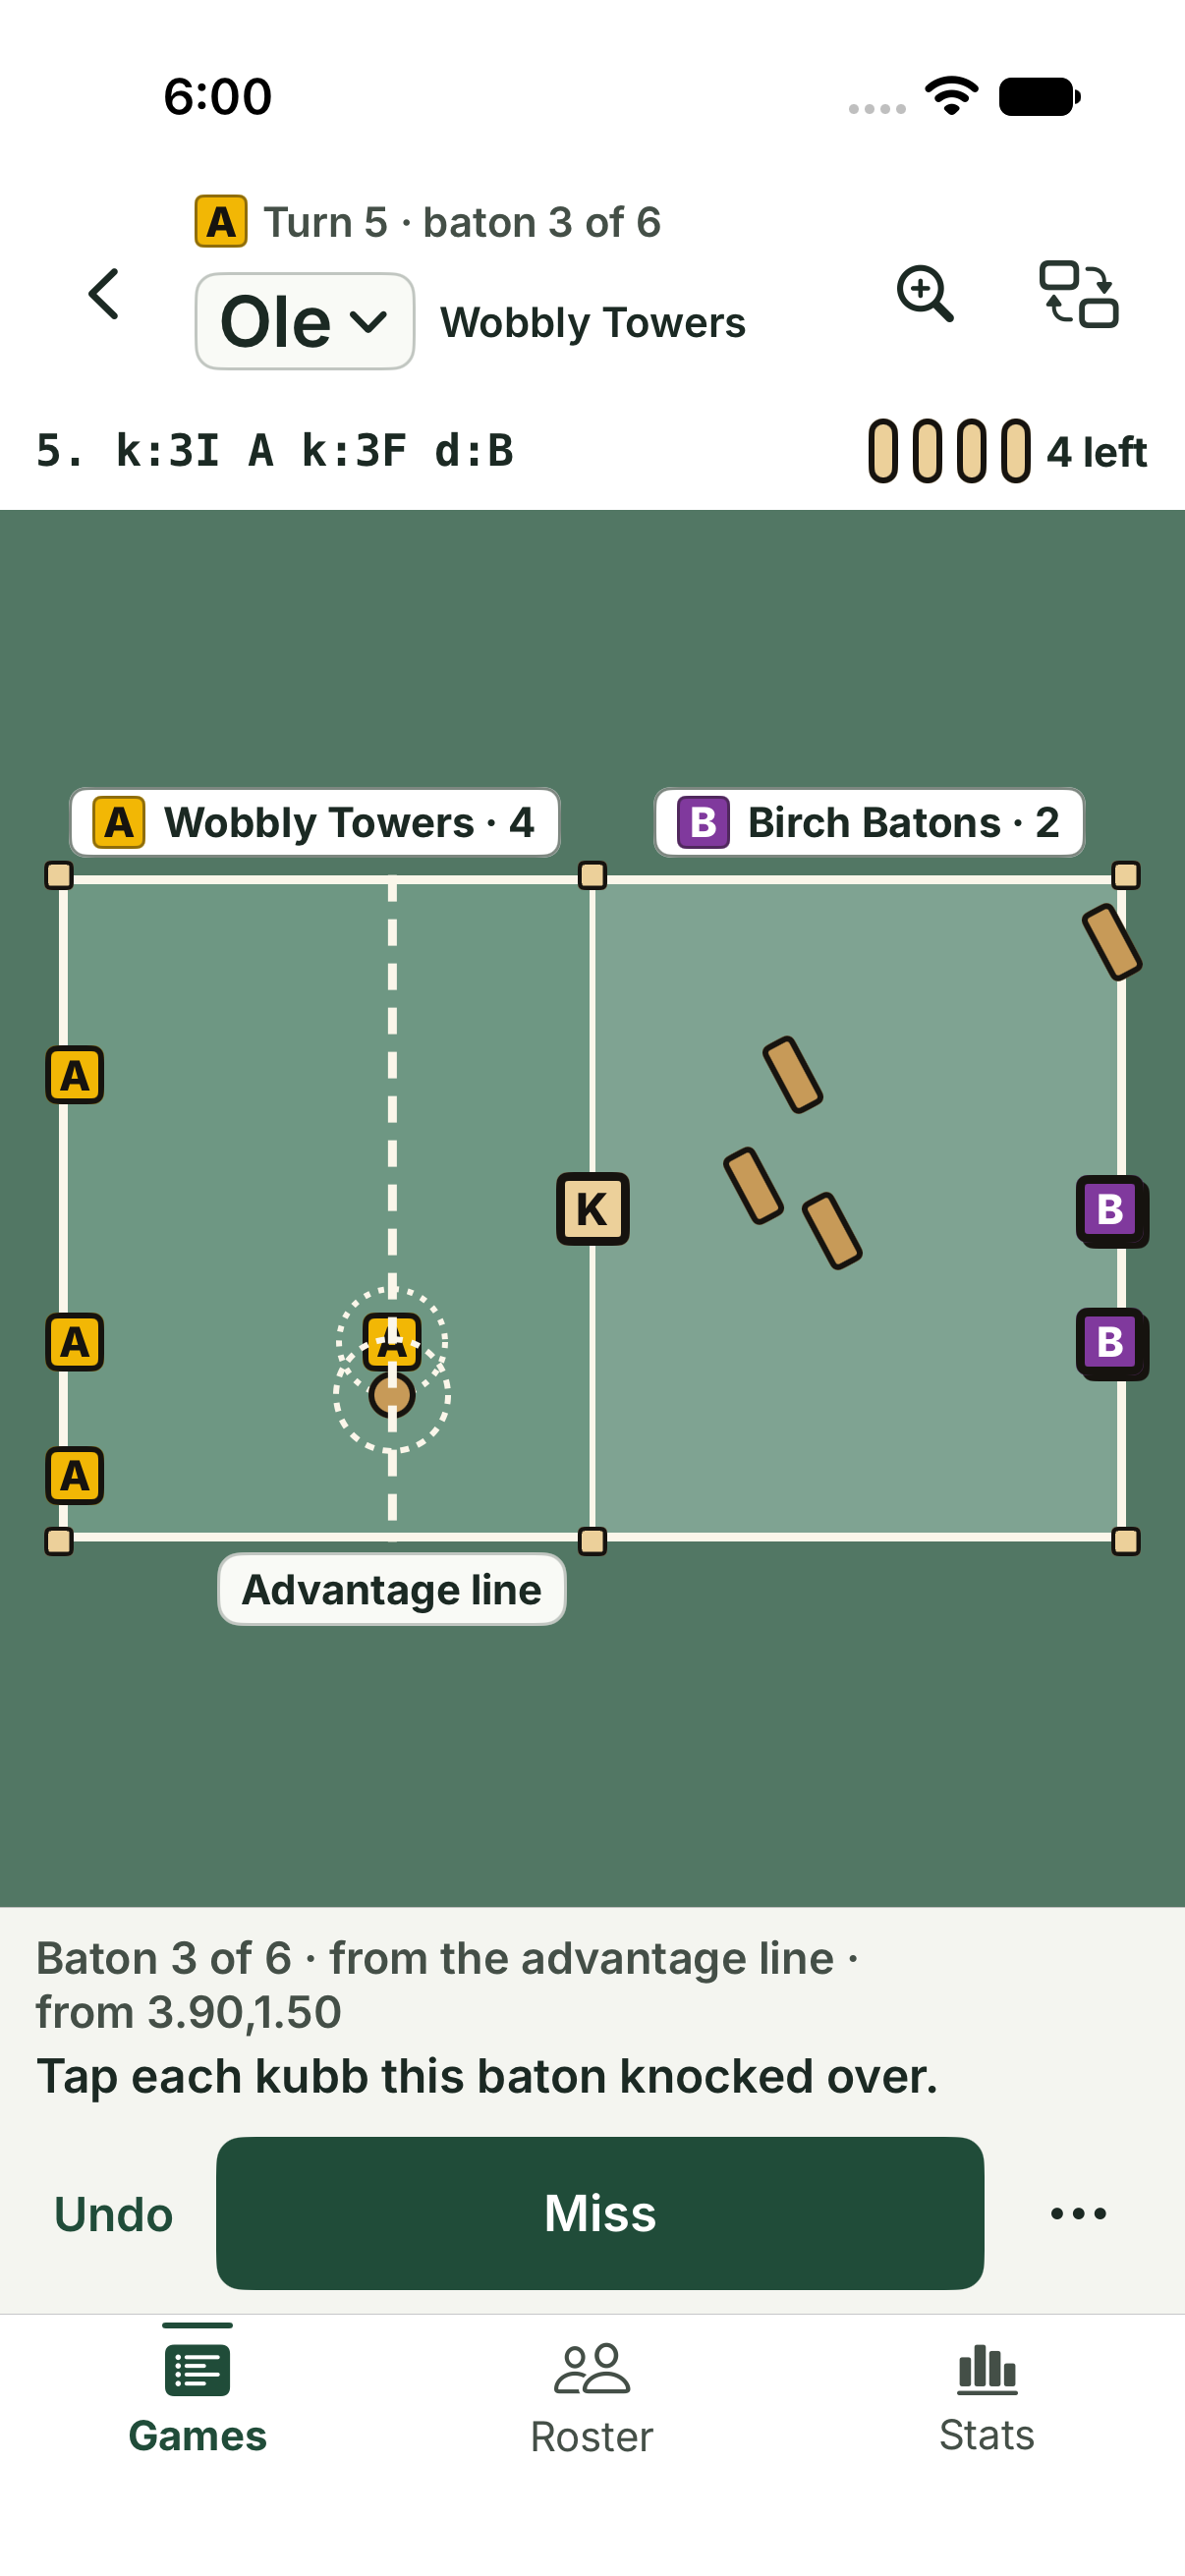 6:00
A Turn 5 · baton 3 of 6
Ole Wobbly Towers
5. k:3I A k:3F d:B
4 left
A Wobbly Towers · 4
B Birch Batons · 2
A
K
B
A
A
B
A
Advantage line
Baton 3 of 6 · from the advantage line ·
from 3.90,1.50
Tap each kubb this baton knocked over.
Undo
Miss
Games
Roster
Stats